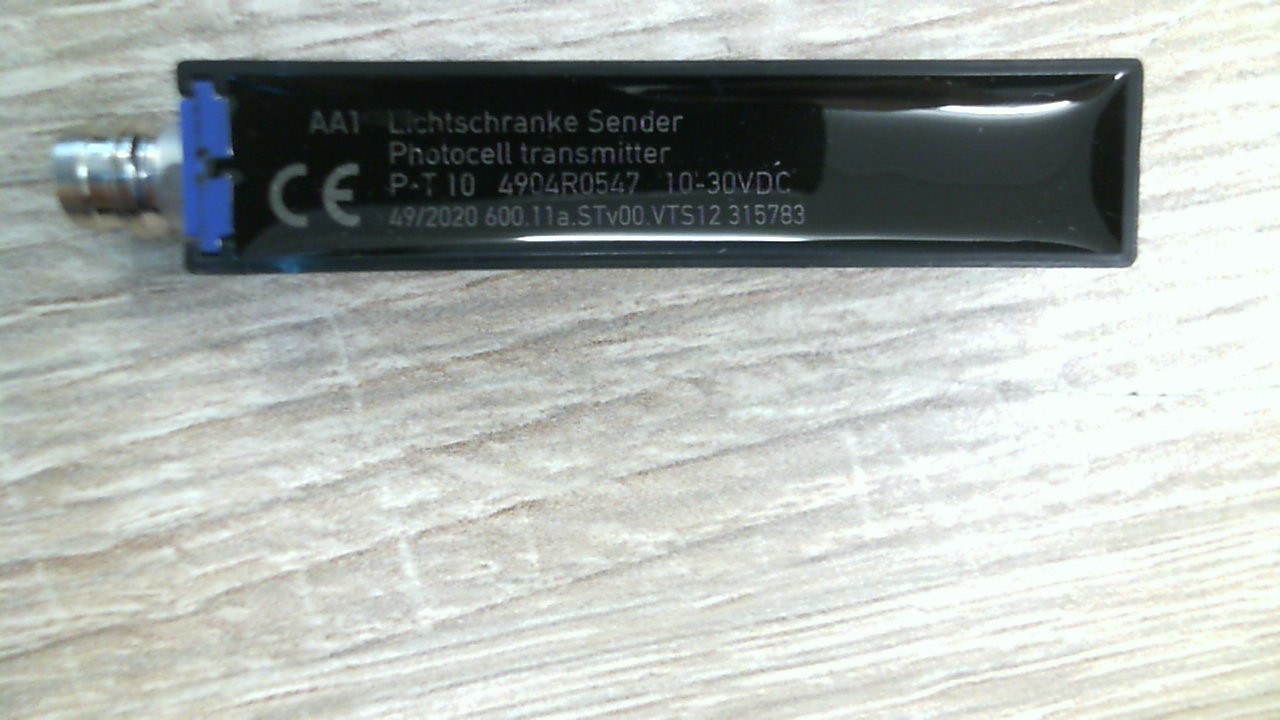 AA1 Lichtschranke Sender
Photocell transmitter
CE P-T 10 4904R0547 10-30VDC
49/2020 600.11a.STv00.VTS12 315783